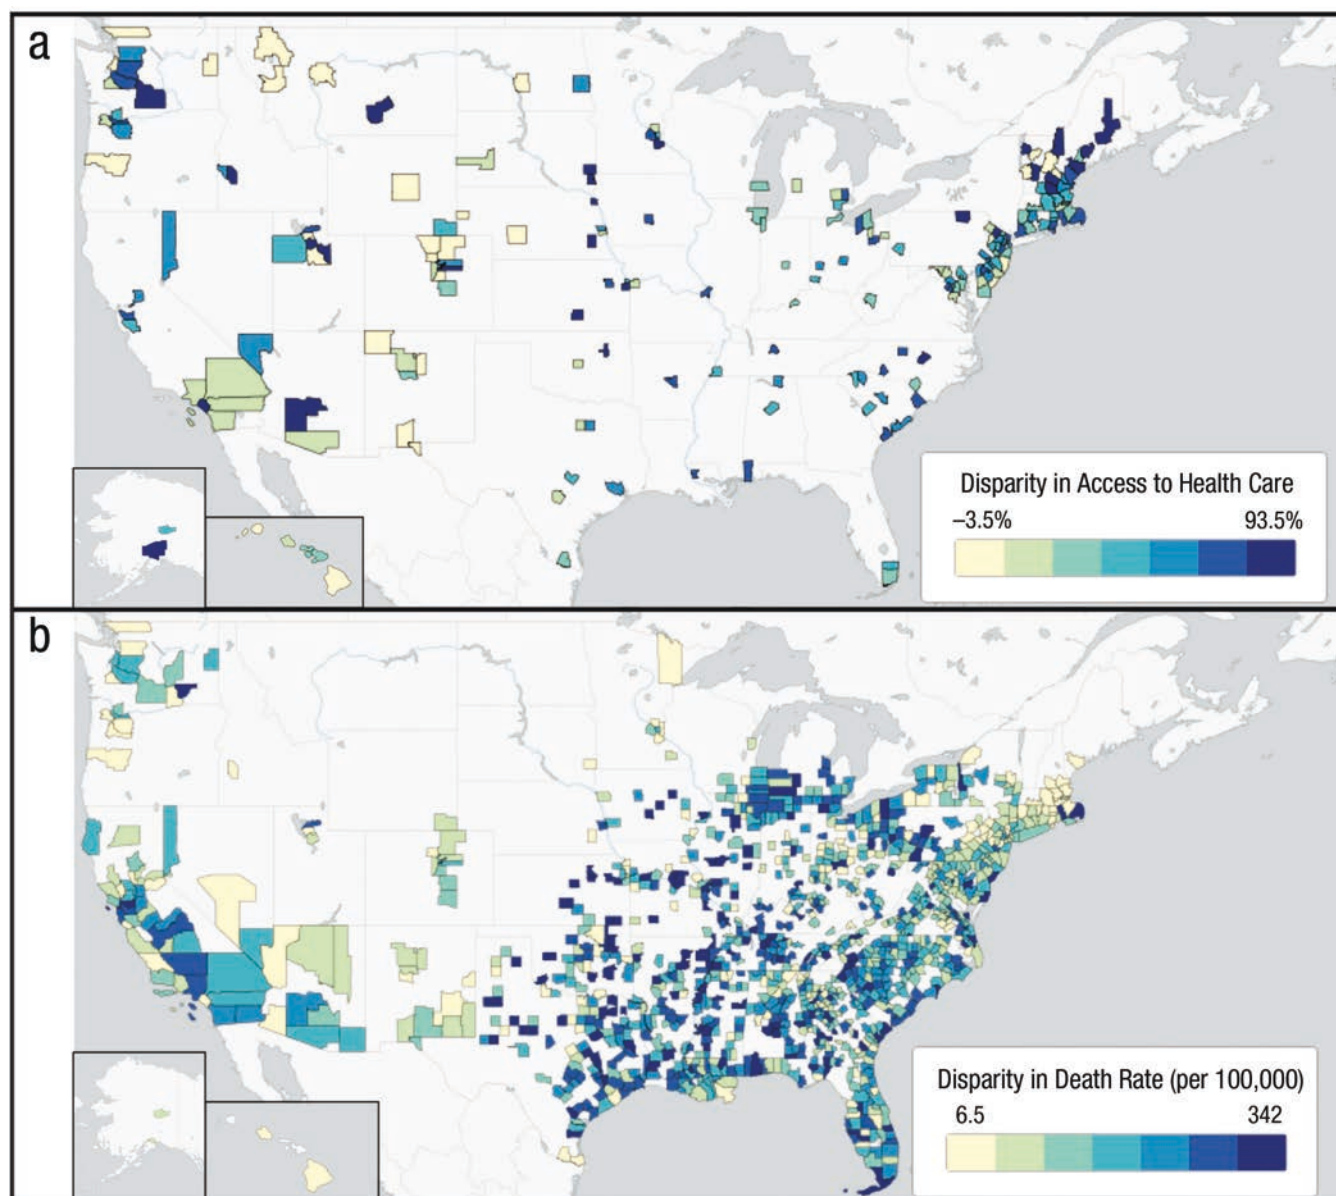 a
Disparity in Access to Health Care
–3.5% 93.5%
b
Disparity in Death Rate (per 100,000)
6.5 342